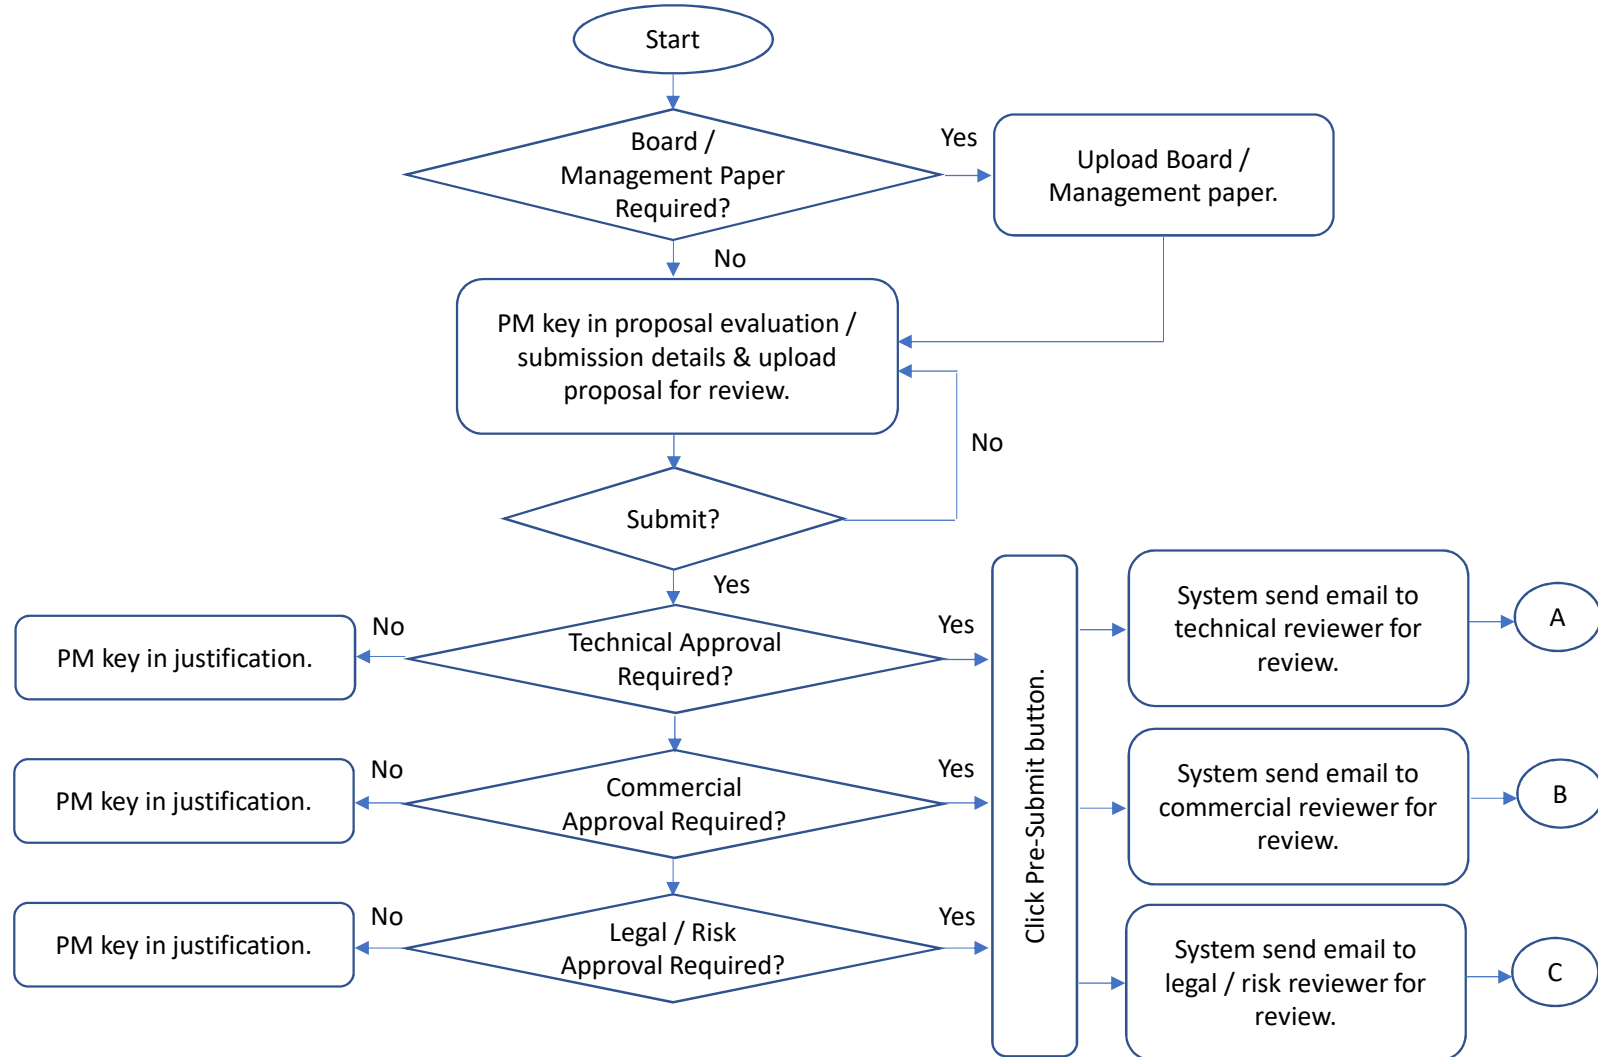 Start
Board /
Management Paper
Required?
Yes
Upload Board /
Management paper.
No
PM key in proposal evaluation /
submission details & upload
proposal for review.
No
Submit?
Yes
No
PM key in justification.
Technical Approval
Required?
Yes
System send email to
technical reviewer for
review.
A
No
PM key in justification.
Commercial
Approval Required?
Yes
Click Pre-Submit button.
System send email to
commercial reviewer for
review.
B
No
PM key in justification.
Legal / Risk
Approval Required?
Yes
System send email to
legal / risk reviewer for
review.
C